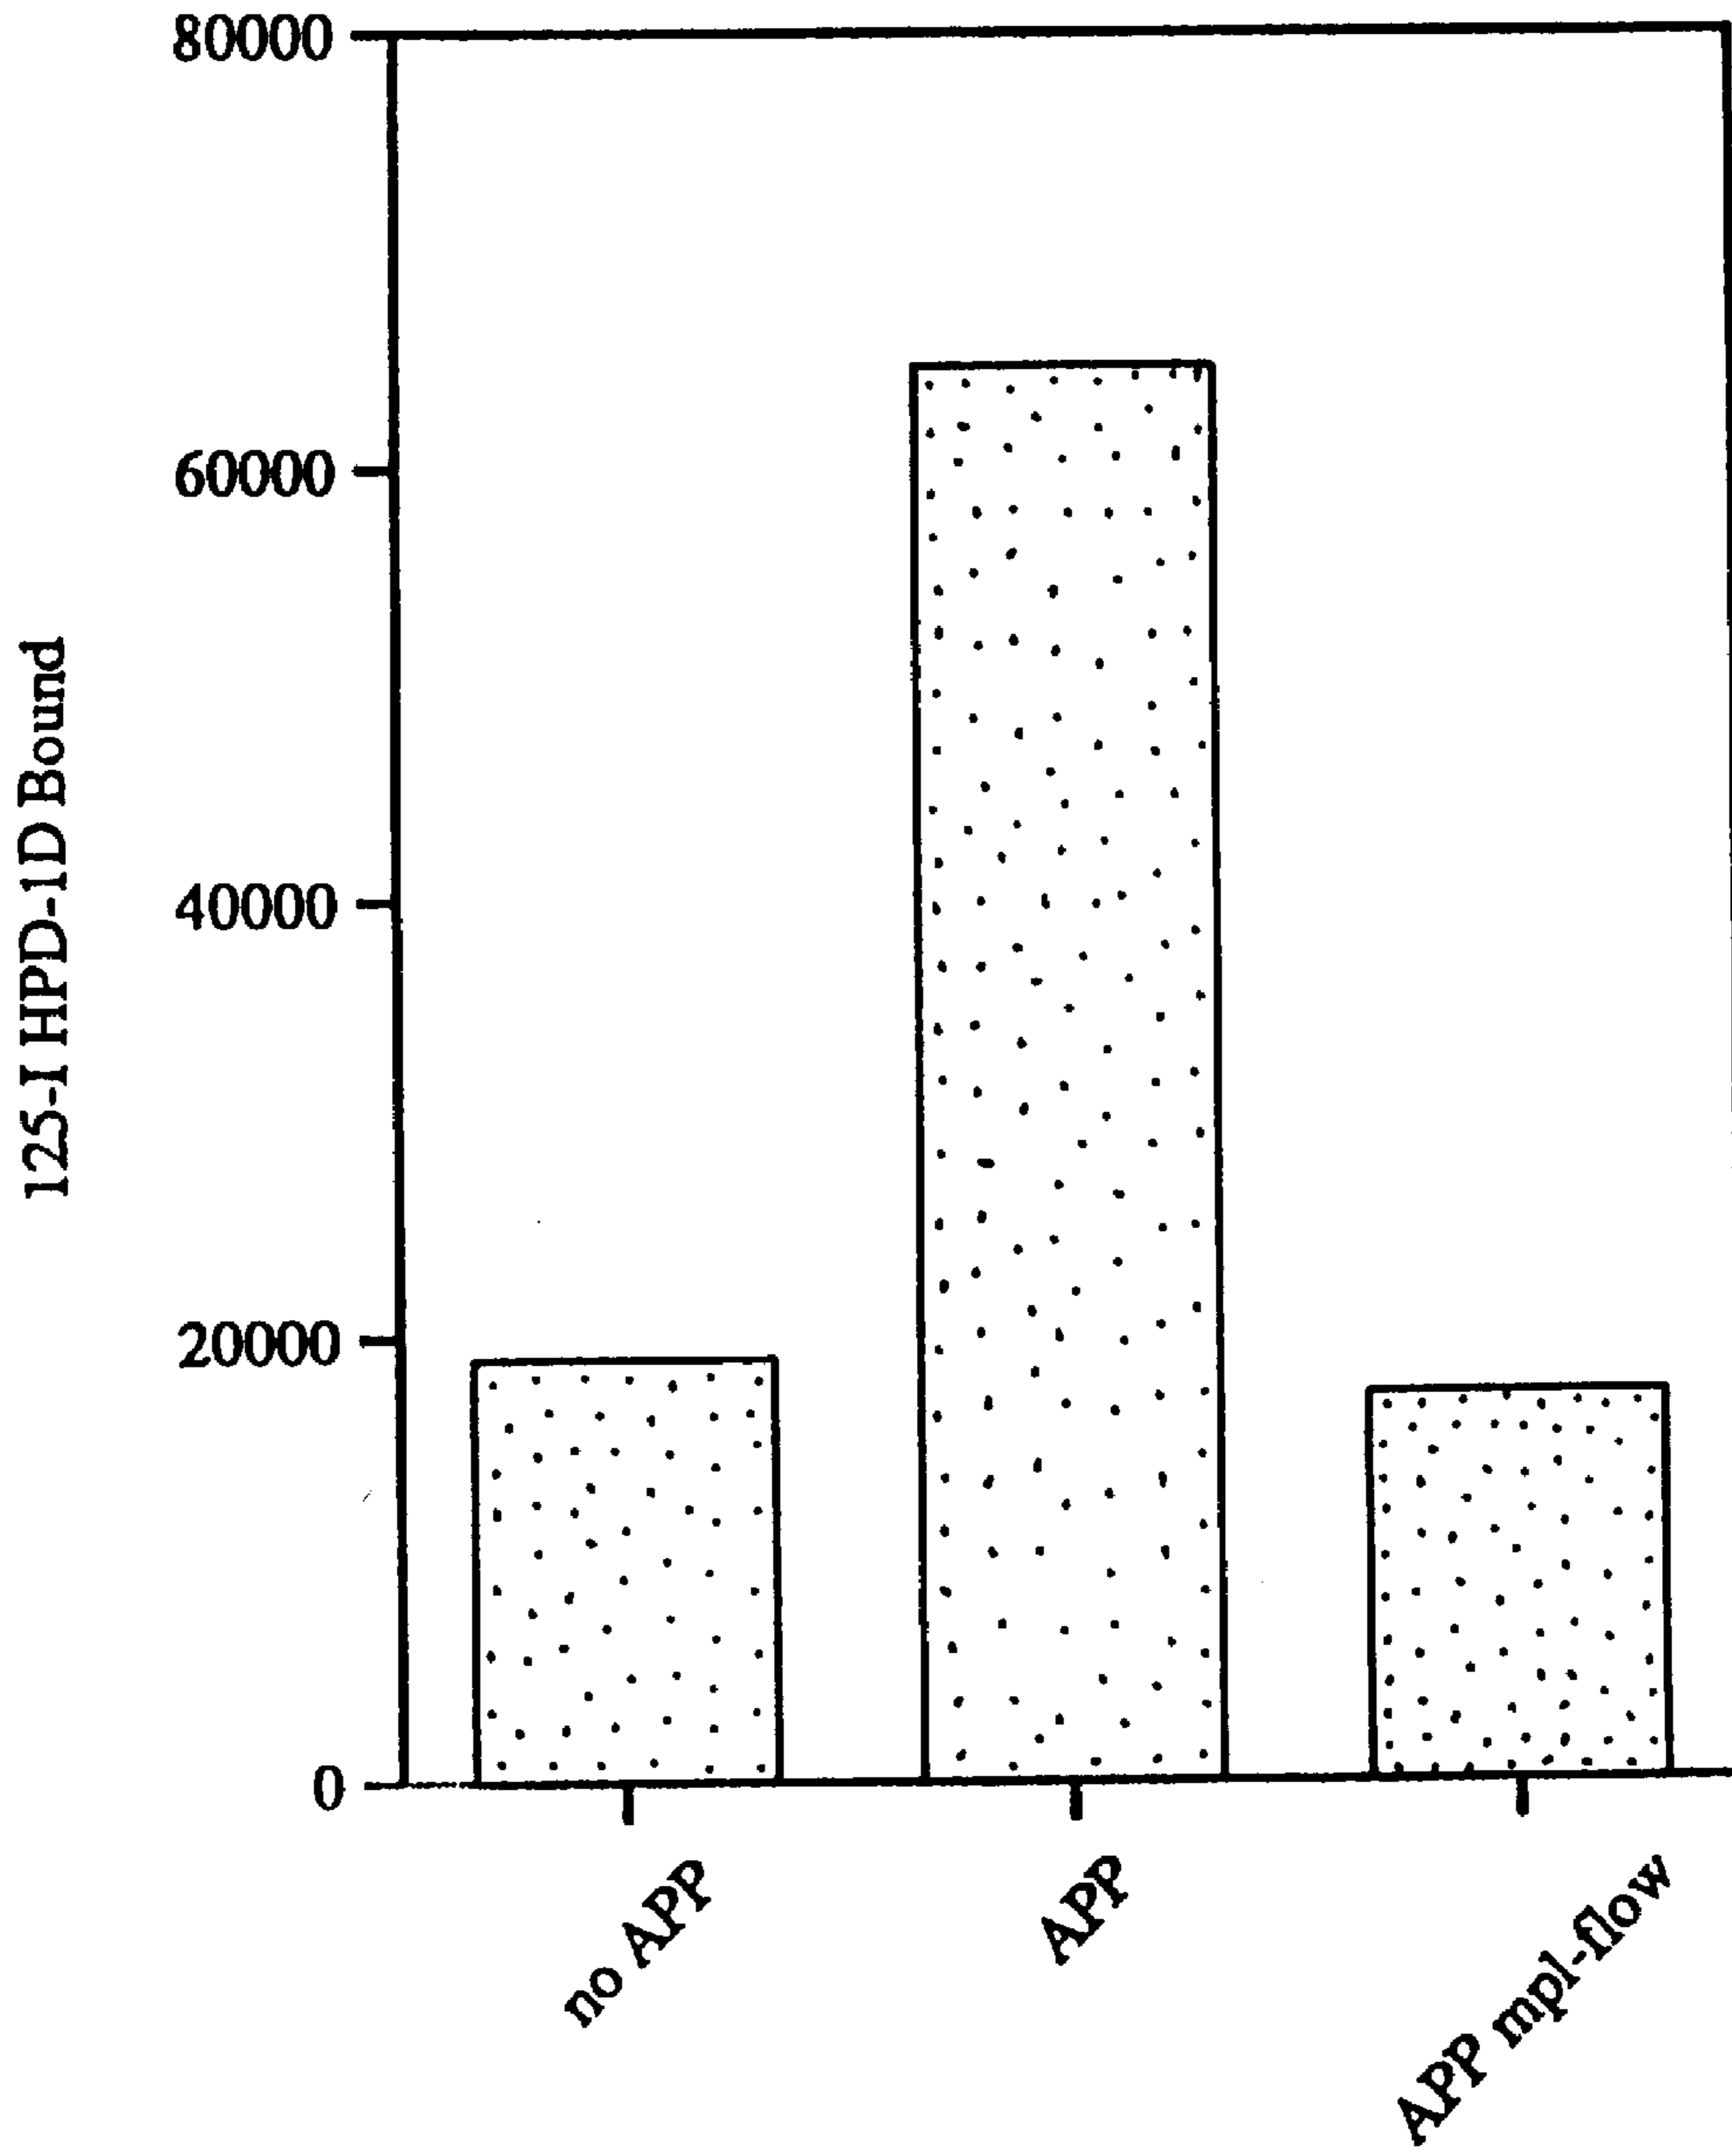 80000
60000
40000
20000
0
125-I HPD-1D Bound
no APP
APP
APP mpl-flow